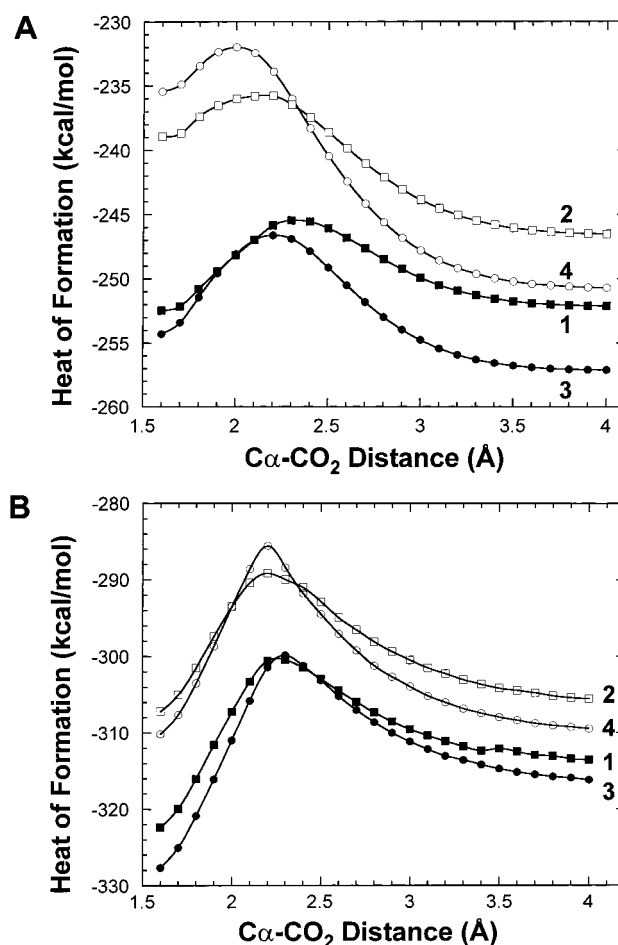 A
Heat of Formation (kcal/mol)
-230
-235
-240
-245
-250
-255
-260
2
4
1
3
1.5 2 2.5 3 3.5 4
Cα-CO2 Distance (Å)
B
Heat of Formation (kcal/mol)
-280
-290
-300
-310
-320
-330
2
4
1
3
1.5 2 2.5 3 3.5 4
Cα-CO2 Distance (Å)